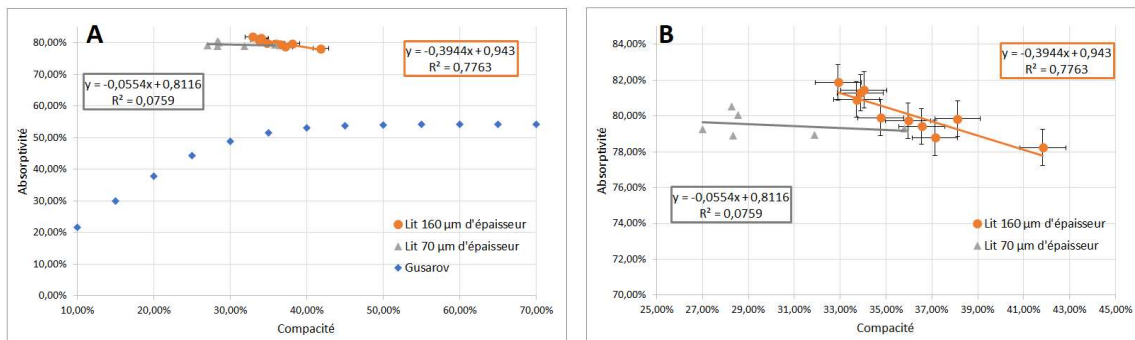 A
90,00%
80,00%
70,00%
60,00%
50,00%
40,00%
30,00%
20,00%
10,00%
0,00%
Absorptivité
y = -0,0554x + 0,8116
R² = 0,0759
y = -0,3944x + 0,943
R² = 0,7763
Lit 160 µm d'épaisseur
Lit 70 µm d'épaisseur
Gusarov
10,00% 20,00% 30,00% 40,00% 50,00% 60,00% 70,00%
Compacité
B
84,00%
82,00%
80,00%
78,00%
76,00%
74,00%
72,00%
70,00%
Absorptivité
y = -0,3944x + 0,943
R² = 0,7763
y = -0,0554x + 0,8116
R² = 0,0759
Lit 160 µm d'épaisseur
Lit 70 µm d'épaisseur
25,00% 27,00% 29,00% 31,00% 33,00% 35,00% 37,00% 39,00% 41,00% 43,00% 45,00%
Compacité